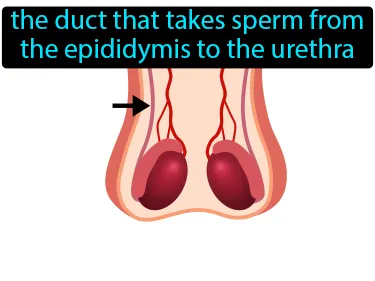 the duct that takes sperm from
the epididymis to the urethra